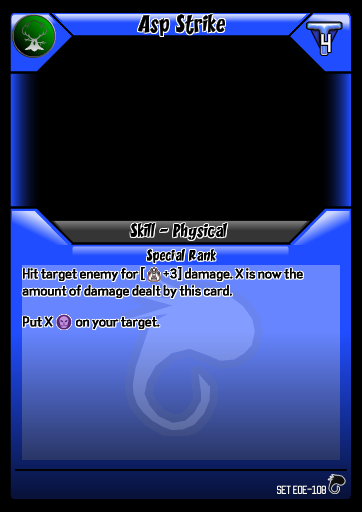 Asp Strike
4
Skill - Physical
Special Rank
Hit target enemy for [ +3] damage. X is now the
amount of damage dealt by this card.
Put X on your target.
SET EOE-108